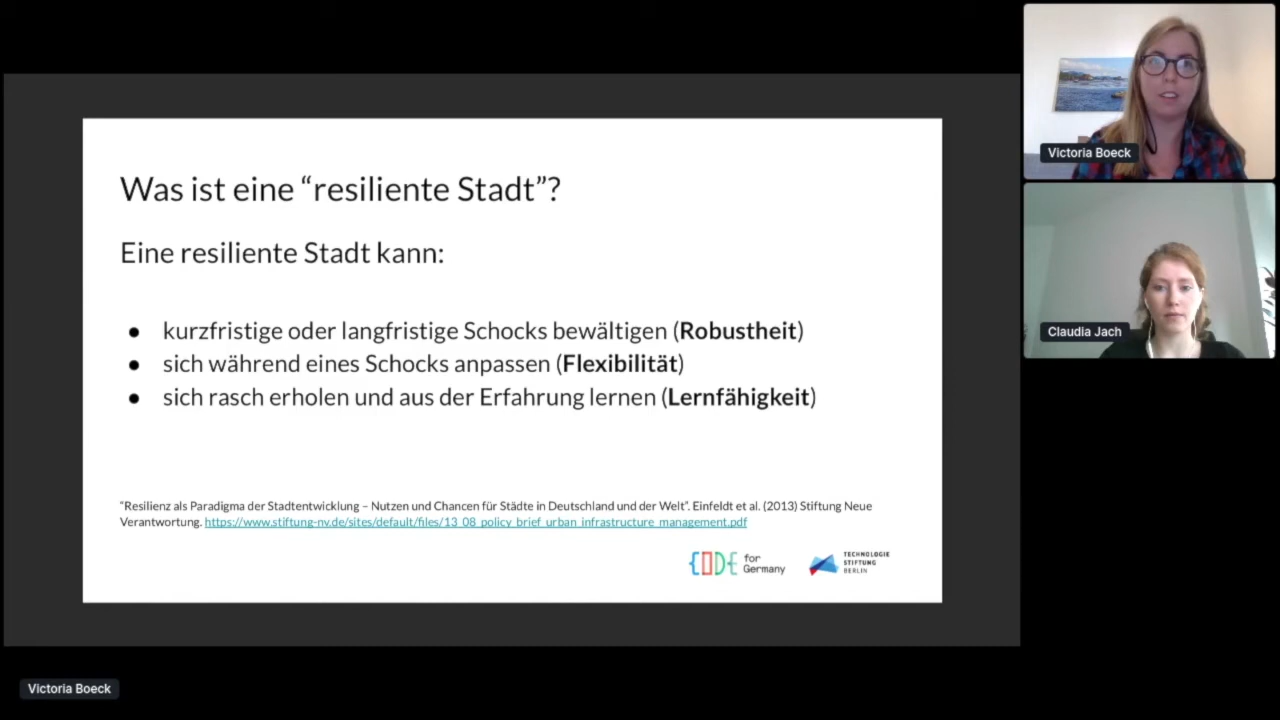 Was ist eine “resiliente Stadt”?
Eine resiliente Stadt kann:
● kurzfristige oder langfristige Schocks bewältigen (Robustheit)
● sich während eines Schocks anpassen (Flexibilität)
● sich rasch erholen und aus der Erfahrung lernen (Lernfähigkeit)
“Resilienz als Paradigma der Stadtentwicklung – Nutzen und Chancen für Städte in Deutschland und der Welt”. Einfeldt et al. (2013) Stiftung Neue
Verantwortung. https://www.stiftung-nv.de/sites/default/files/13_08_policy_brief_urban_infrastructure_management.pdf
CODE for Germany
TECHNOLOGIE
STIFTUNG
BERLIN
Victoria Boeck
Claudia Jach
Victoria Boeck